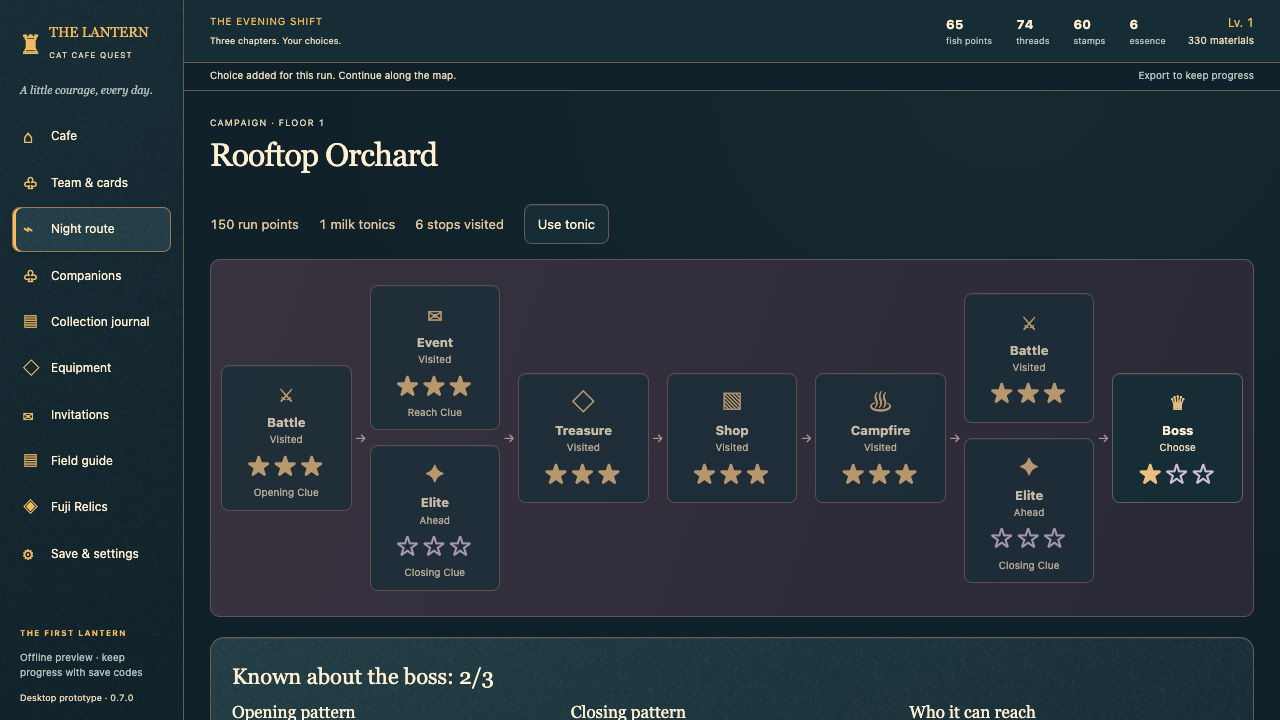 THE LANTERN
CAT CAFE QUEST
A little courage, every day.
Cafe
Team & cards
Night route
Companions
Collection journal
Equipment
Invitations
Field guide
Fuji Relics
Save & settings
THE FIRST LANTERN
Offline preview · keep
progress with save codes
Desktop prototype · 0.7.0
THE EVENING SHIFT
Three chapters. Your choices.
65
fish points
74
threads
60
stamps
6
essence
Lv. 1
330 materials
Choice added for this run. Continue along the map.
Export to keep progress
CAMPAIGN · FLOOR 1
Rooftop Orchard
150 run points
1 milk tonics
6 stops visited
Use tonic
Battle
Visited
Opening Clue
Event
Visited
Reach Clue
Elite
Ahead
Closing Clue
Treasure
Visited
Shop
Visited
Campfire
Visited
Battle
Visited
Elite
Ahead
Closing Clue
Boss
Choose
Known about the boss: 2/3
Opening pattern
Closing pattern
Who it can reach